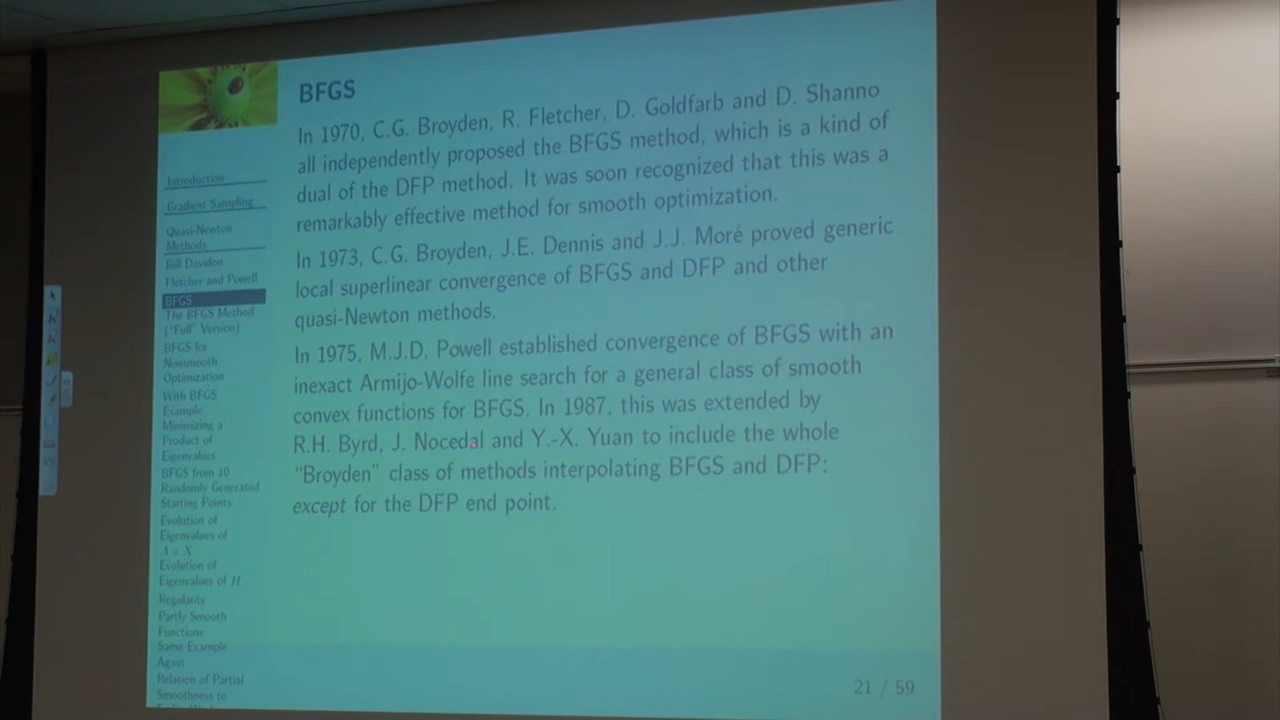 BFGS
In 1970, C.G. Broyden, R. Fletcher, D. Goldfarb and D. Shanno
all independently proposed the BFGS method, which is a kind of
dual of the DFP method. It was soon recognized that this was a
remarkably effective method for smooth optimization.
In 1973, C.G. Broyden, J.E. Dennis and J.J. Moré proved generic
local superlinear convergence of BFGS and DFP and other
quasi-Newton methods.
In 1975, M.J.D. Powell established convergence of BFGS with an
inexact Armijo-Wolfe line search for a general class of smooth
convex functions for BFGS. In 1987, this was extended by
R.H. Byrd, J. Nocedal and Y.-X. Yuan to include the whole
“Broyden” class of methods interpolating BFGS and DFP:
except for the DFP end point.
Introduction
Gradient Sampling
Quasi-Newton
Methods
Bill Davidon
Fletcher and Powell
BFGS
The BFGS Method
(“Full” Version)
BFGS for
Nonsmooth
Optimization
With BFGS
Example:
Minimizing a
Product of
Eigenvalues
BFGS from 10
Randomly Generated
Starting Points
Evolution of
Eigenvalues of
A ∘ X
Evolution of
Eigenvalues of H
Regularity
Partly Smooth
Functions
Same Example
Again
Relation of Partial
Smoothness to
21 / 59